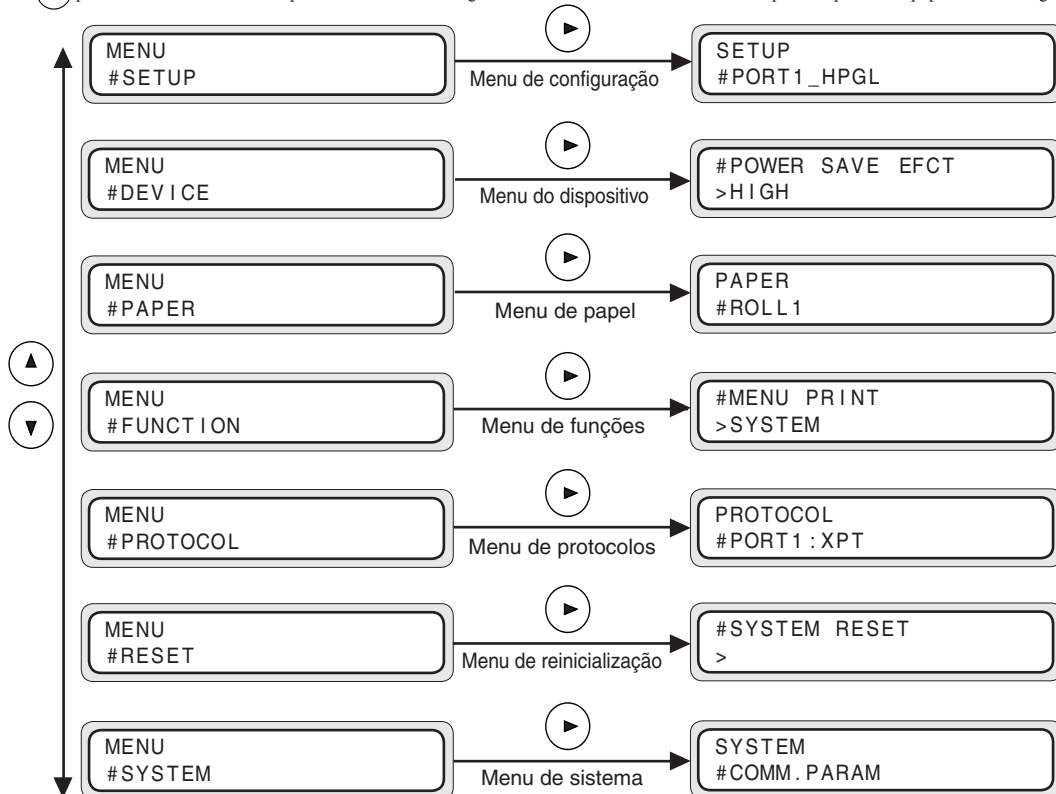 MENU
#SETUP
Menu de configuração
SETUP
#PORT1_HPGL
MENU
#DEVICE
Menu do dispositivo
#POWER SAVE EFCT
>HIGH
MENU
#PAPER
Menu de papel
PAPER
#ROLL1
MENU
#FUNCTION
Menu de funções
#MENU PRINT
>SYSTEM
MENU
#PROTOCOL
Menu de protocolos
PROTOCOL
#PORT1:XPT
MENU
#RESET
Menu de reinicialização
#SYSTEM RESET
>
MENU
#SYSTEM
Menu de sistema
SYSTEM
#COMM.PARAM